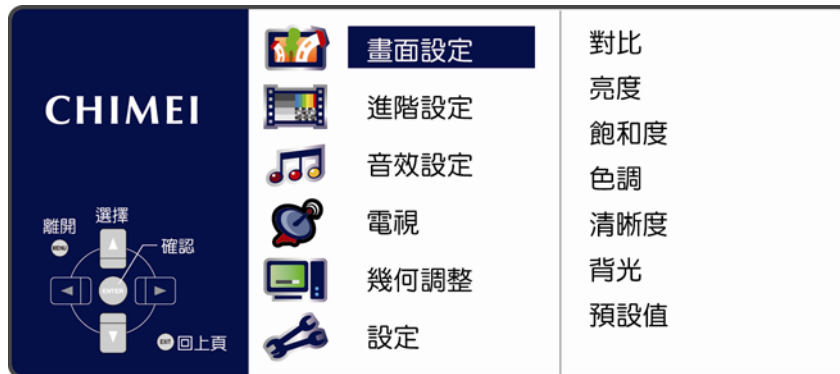 CHIMEI
離開
選擇
MENU
確認
ENTER
EXIT
回上頁
畫面設定
進階設定
音效設定
電視
幾何調整
設定
對比
亮度
飽和度
色調
清晰度
背光
預設值